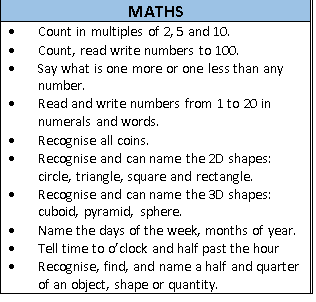 MATHS
• Count in multiples of 2, 5 and 10.
• Count, read write numbers to 100.
• Say what is one more or one less than any
number.
• Read and write numbers from 1 to 20 in
numerals and words.
• Recognise all coins.
• Recognise and can name the 2D shapes:
circle, triangle, square and rectangle.
• Recognise and can name the 3D shapes:
cuboid, pyramid, sphere.
• Name the days of the week, months of year.
• Tell time to o'clock and half past the hour
• Recognise, find, and name a half and quarter
of an object, shape or quantity.